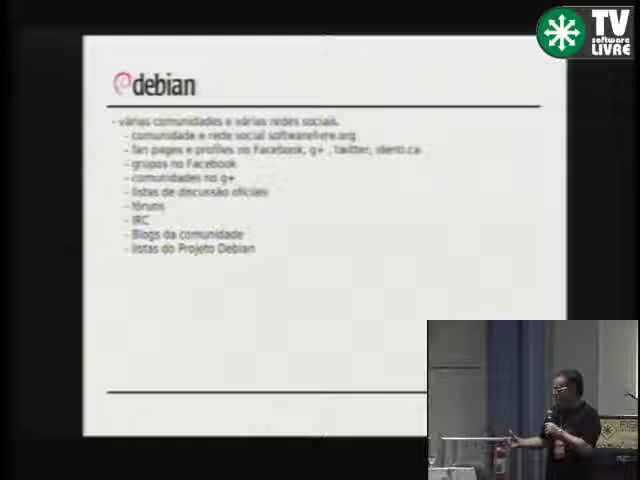 TV
software
LIVRE
debian
- várias comunidades e várias redes sociais.
- comunidade e rede social softwarelivre.org
- fan pages e profiles no Facebook, g+ , twitter, identi.ca
- grupos no Facebook
- comunidades no g+
- listas de discussão oficiais
- fóruns
- IRC
- Blogs da comunidade
- listas do Projeto Debian